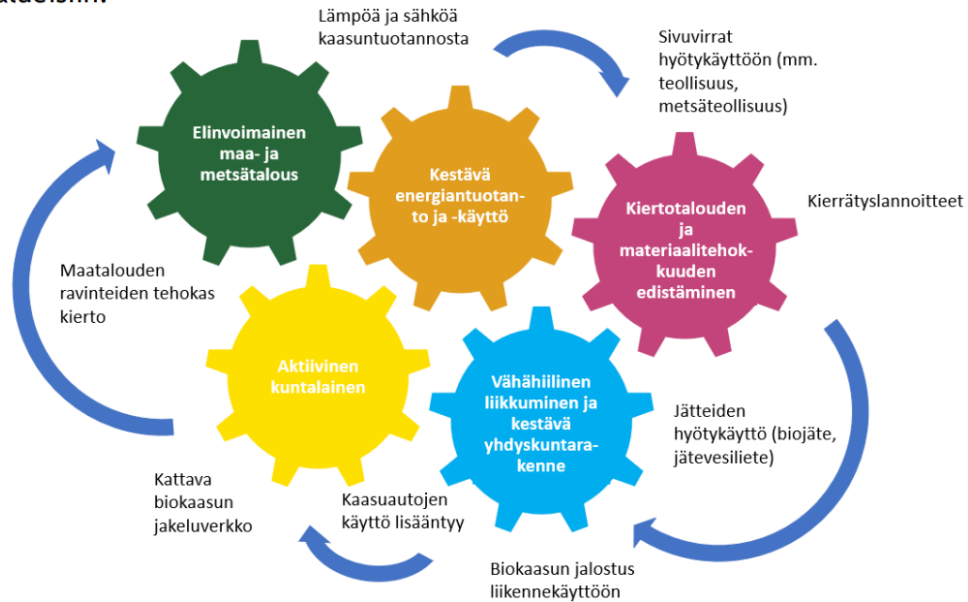 Lämpöä ja sähköä
kaasuntuotannosta
Sivuvirrat
hyötykäyttöön (mm.
teollisuus,
metsäteollisuus)
Elinvoimainen
maa- ja
metsätalous
Kestävä
energiantuotan-
to ja -käyttö
Kiertotalouden
ja
materiaalitehok-
kuuden
edistäminen
Kierrätyslannoitteet
Maatalouden
ravinteiden tehokas
kierto
Aktiivinen
kuntalainen
Vähähiilinen
liikkuminen ja
kestävä
yhdyskuntara-
kenne
Jätteiden
hyötykäyttö (biojäte,
jätevesiliete)
Kattava
biokaasun
jakeluverkko
Kaasuautojen
käyttö lisääntyy
Biokaasun jalostus
liikennekäyttöön